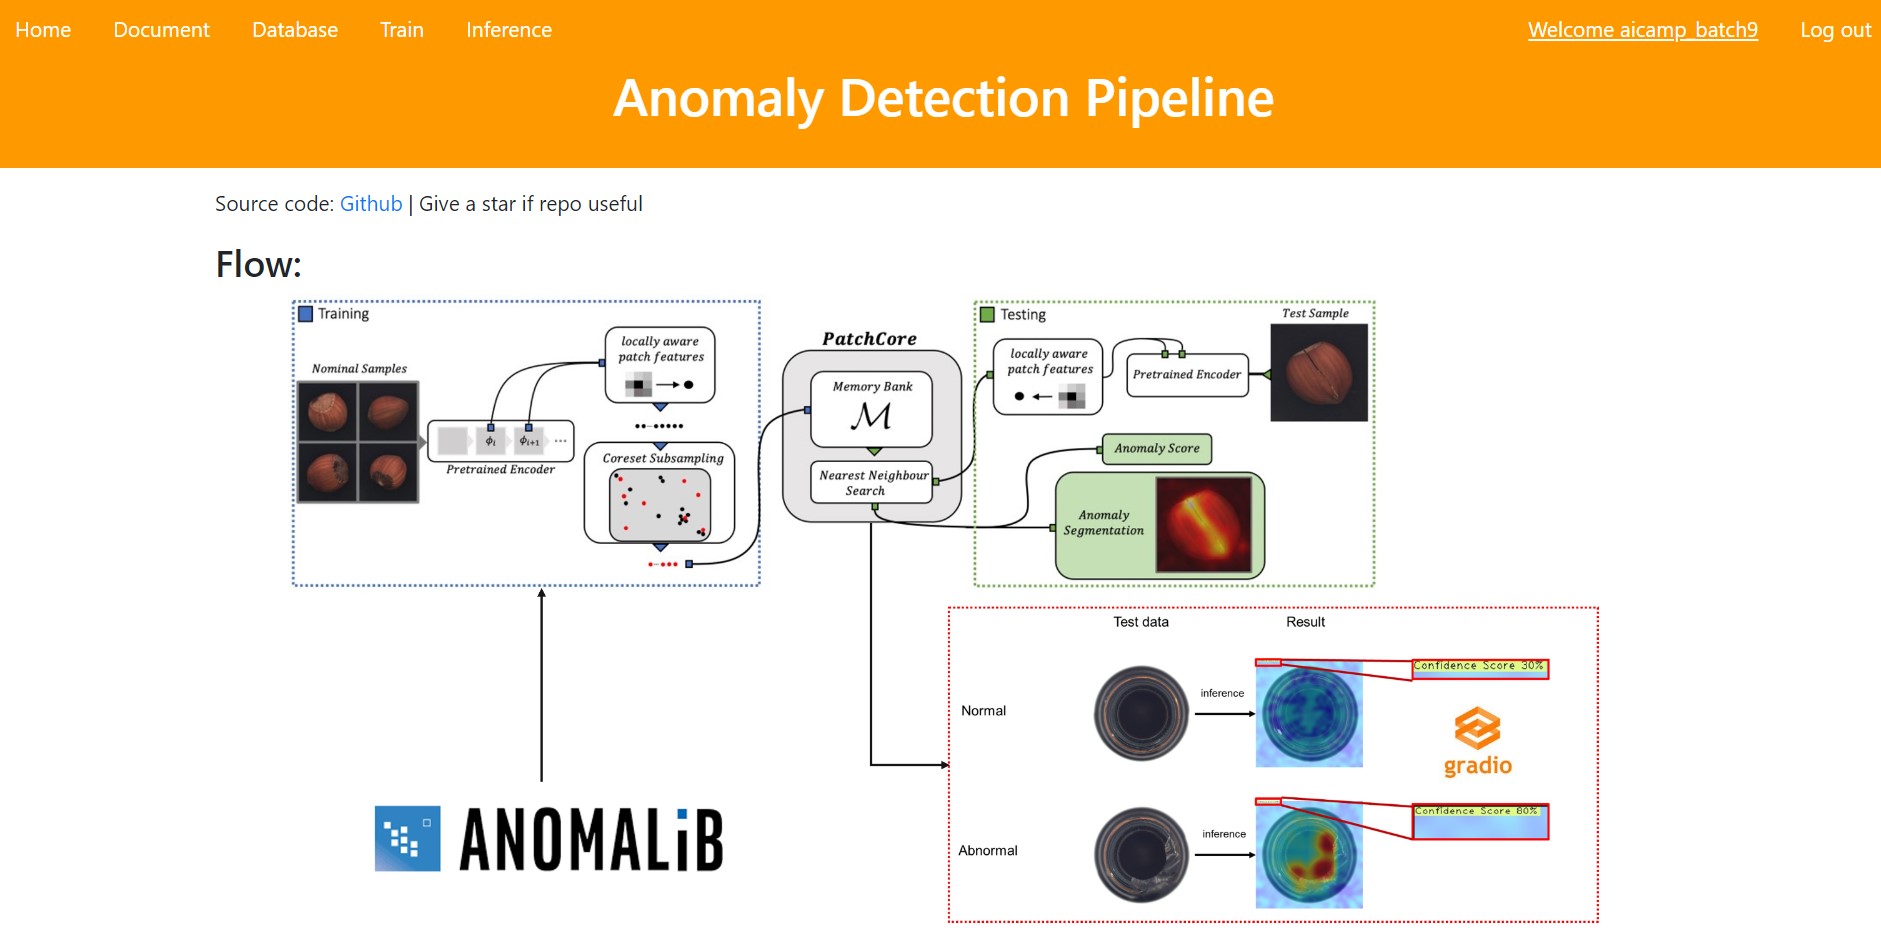 Home Document Database Train Inference Welcome aicamp_batch9 Log out
Anomaly Detection Pipeline
Source code: Github | Give a star if repo useful
Flow:
Training
Nominal Samples
ϕi ϕi+1 ...
Pretrained Encoder
locally aware
patch features
Coreset Subsampling
PatchCore
Memory Bank
ℳ
Nearest Neighbour
Search
Testing
locally aware
patch features
Pretrained Encoder
Test Sample
Anomaly Score
Anomaly
Segmentation
ANOMALiB
Test data Result
Normal
inference
Confidence Score 30%
gradio
Abnormal
inference
Confidence Score 80%